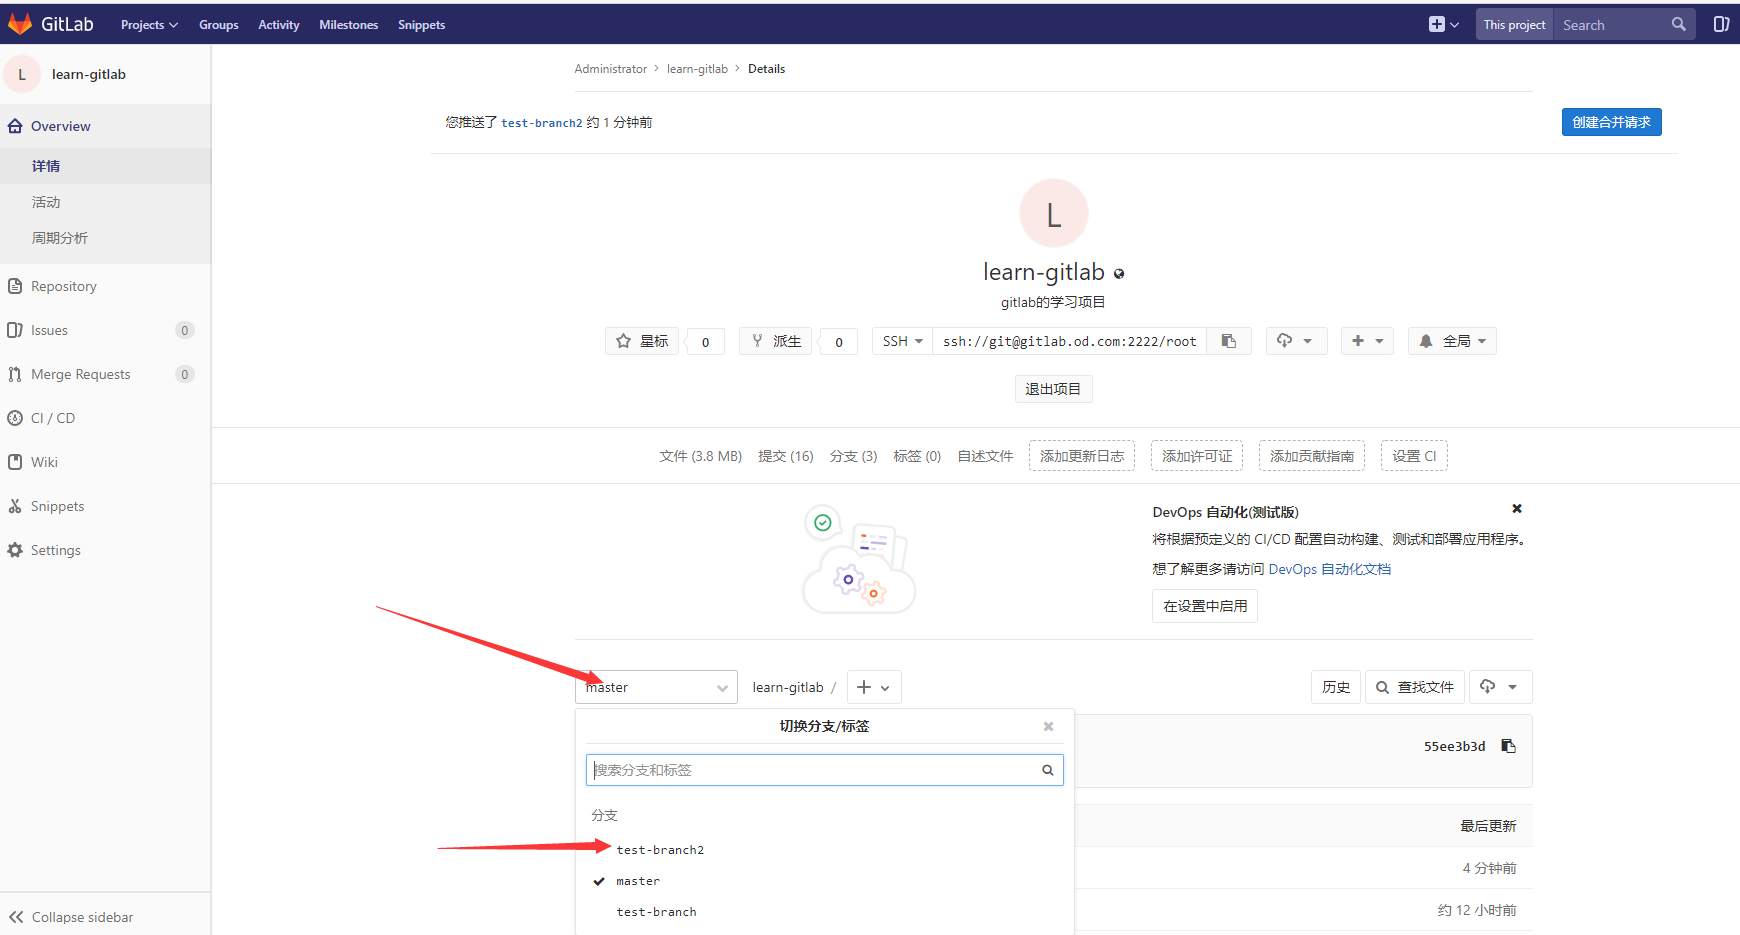 GitLab Projects Groups Activity Milestones Snippets This project Search
L learn-gitlab
Administrator > learn-gitlab > Details
Overview
详情
活动
周期分析
Repository
Issues 0
Merge Requests 0
CI / CD
Wiki
Snippets
Settings
Collapse sidebar
您推送了 test-branch2 约 1 分钟前 创建合并请求
L
learn-gitlab
gitlab的学习项目
星标 0 派生 0 SSH ssh://git@gitlab.od.com:2222/root 全局
退出项目
文件 (3.8 MB) 提交 (16) 分支 (3) 标签 (0) 自述文件 添加更新日志 添加许可证 添加贡献指南 设置 CI
DevOps 自动化(测试版)
将根据预定义的 CI/CD 配置自动构建、测试和部署应用程序。
想了解更多请访问 DevOps 自动化文档
在设置中启用
master learn-gitlab / 历史 查找文件
切换分支/标签
搜索分支和标签
分支
test-branch2
master
test-branch
55ee3b3d
最后更新
4 分钟前
约 12 小时前